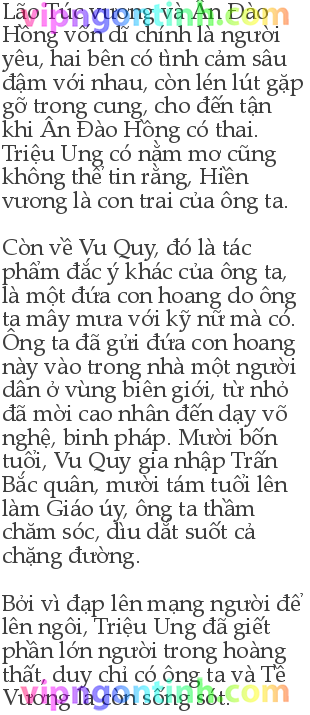 Lão Túc vương và Ân Đào
Hồng vốn dĩ chính là người
yêu, hai bên có tình cảm sâu
đậm với nhau, còn lén lút gặp
gỡ trong cung, cho đến tận
khi Ân Đào Hồng có thai.
Triệu Ung có nằm mơ cũng
không thể tin rằng, Hiền
vương là con trai của ông ta.

Còn về Vu Quy, đó là tác
phẩm đắc ý khác của ông ta,
là một đứa con hoang do ông
ta mây mưa với kỹ nữ mà có.
Ông ta đã gửi đứa con hoang
này vào trong nhà một người
dân ở vùng biên giới, từ nhỏ
đã mời cao nhân đến dạy võ
nghệ, binh pháp. Mười bốn
tuổi, Vu Quy gia nhập Trấn
Bắc quân, mười tám tuổi lên
làm Giáo úy, ông ta thầm
chăm sóc, dìu dắt suốt cả
chặng đường.

Bởi vì đạp lên mạng người để
lên ngôi, Triệu Ung đã giết
phần lớn người trong hoàng
thất, duy chỉ có ông ta và Tề
Vương là còn sống sót.
vipngontinh.com
vipngontinh.com